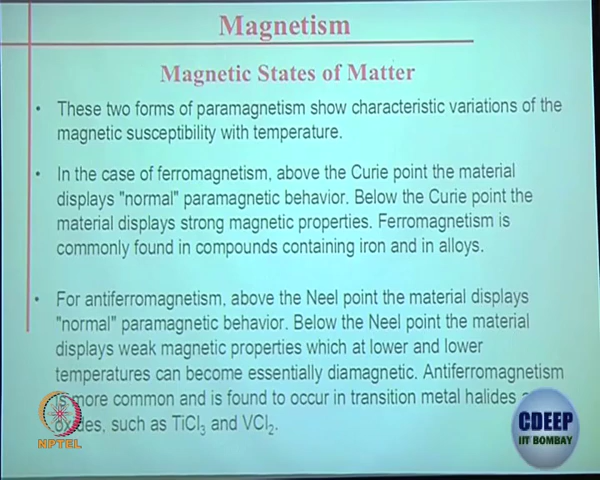 Magnetism
Magnetic States of Matter
• These two forms of paramagnetism show characteristic variations of the
magnetic susceptibility with temperature.
• In the case of ferromagnetism, above the Curie point the material
displays "normal" paramagnetic behavior. Below the Curie point the
material displays strong magnetic properties. Ferromagnetism is
commonly found in compounds containing iron and in alloys.
• For antiferromagnetism, above the Neel point the material displays
"normal" paramagnetic behavior. Below the Neel point the material
displays weak magnetic properties which at lower and lower
temperatures can become essentially diamagnetic. Antiferromagnetism
is more common and is found to occur in transition metal halides
oxides, such as TiCl₃ and VCl₂.
NPTEL
CDEEP
IIT BOMBAY